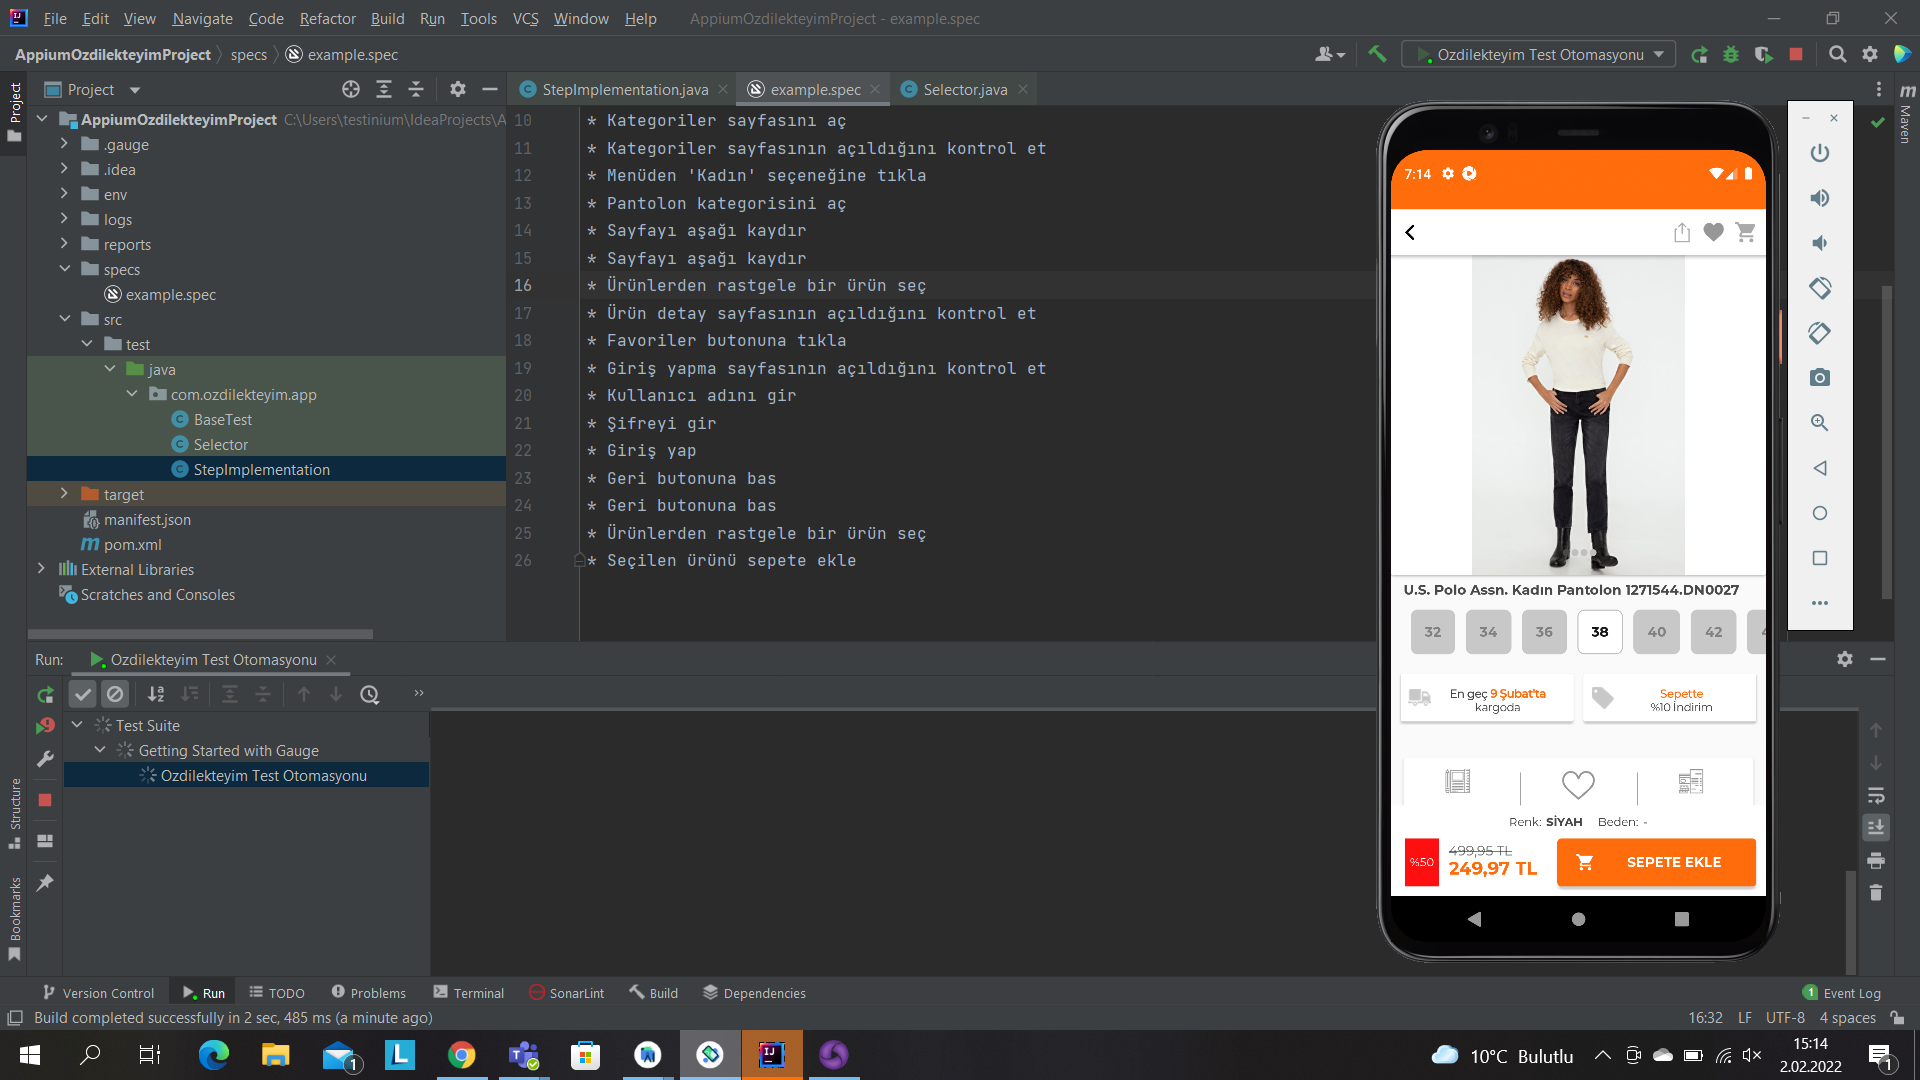 File Edit View Navigate Code Refactor Build Run Tools VCS Window Help AppiumOzdilekteyimProject - example.spec
AppiumOzdilekteyimProject specs example.spec
Ozdilekteyim Test Otomasyonu
Project
StepImplementation.java example.spec Selector.java
Project
Maven
AppiumOzdilekteyimProject C:\Users\testinium\IdeaProjects\A
.gauge
.idea
env
logs
reports
specs
example.spec
src
test
java
com.ozdilekteyim.app
BaseTest
Selector
StepImplementation
target
manifest.json
pom.xml
External Libraries
Scratches and Consoles
10 * Kategoriler sayfasını aç
11 * Kategoriler sayfasının açıldığını kontrol et
12 * Menüden 'Kadın' seçeneğine tıkla
13 * Pantolon kategorisini aç
14 * Sayfayı aşağı kaydır
15 * Sayfayı aşağı kaydır
16 * Ürünlerden rastgele bir ürün seç
17 * Ürün detay sayfasının açıldığını kontrol et
18 * Favoriler butonuna tıkla
19 * Giriş yapma sayfasının açıldığını kontrol et
20 * Kullanıcı adını gir
21 * Şifreyi gir
22 * Giriş yap
23 * Geri butonuna bas
24 * Geri butonuna bas
25 * Ürünlerden rastgele bir ürün seç
26 * Seçilen ürünü sepete ekle
7:14
U.S. Polo Assn. Kadın Pantolon 1271544.DN0027
32 34 36 38 40 42
En geç 9 Şubat'ta
kargoda
Sepette
%10 İndirim
Renk: SİYAH Beden: -
%50
499,95 TL
249,97 TL
SEPETE EKLE
Run: Ozdilekteyim Test Otomasyonu
Test Suite
Getting Started with Gauge
Ozdilekteyim Test Otomasyonu
Structure
Bookmarks
Version Control Run TODO Problems Terminal SonarLint Build Dependencies
1 Event Log
Build completed successfully in 2 sec, 485 ms (a minute ago)
16:32 LF UTF-8 4 spaces
1
L
10°C Bulutlu
15:14
2.02.2022
1